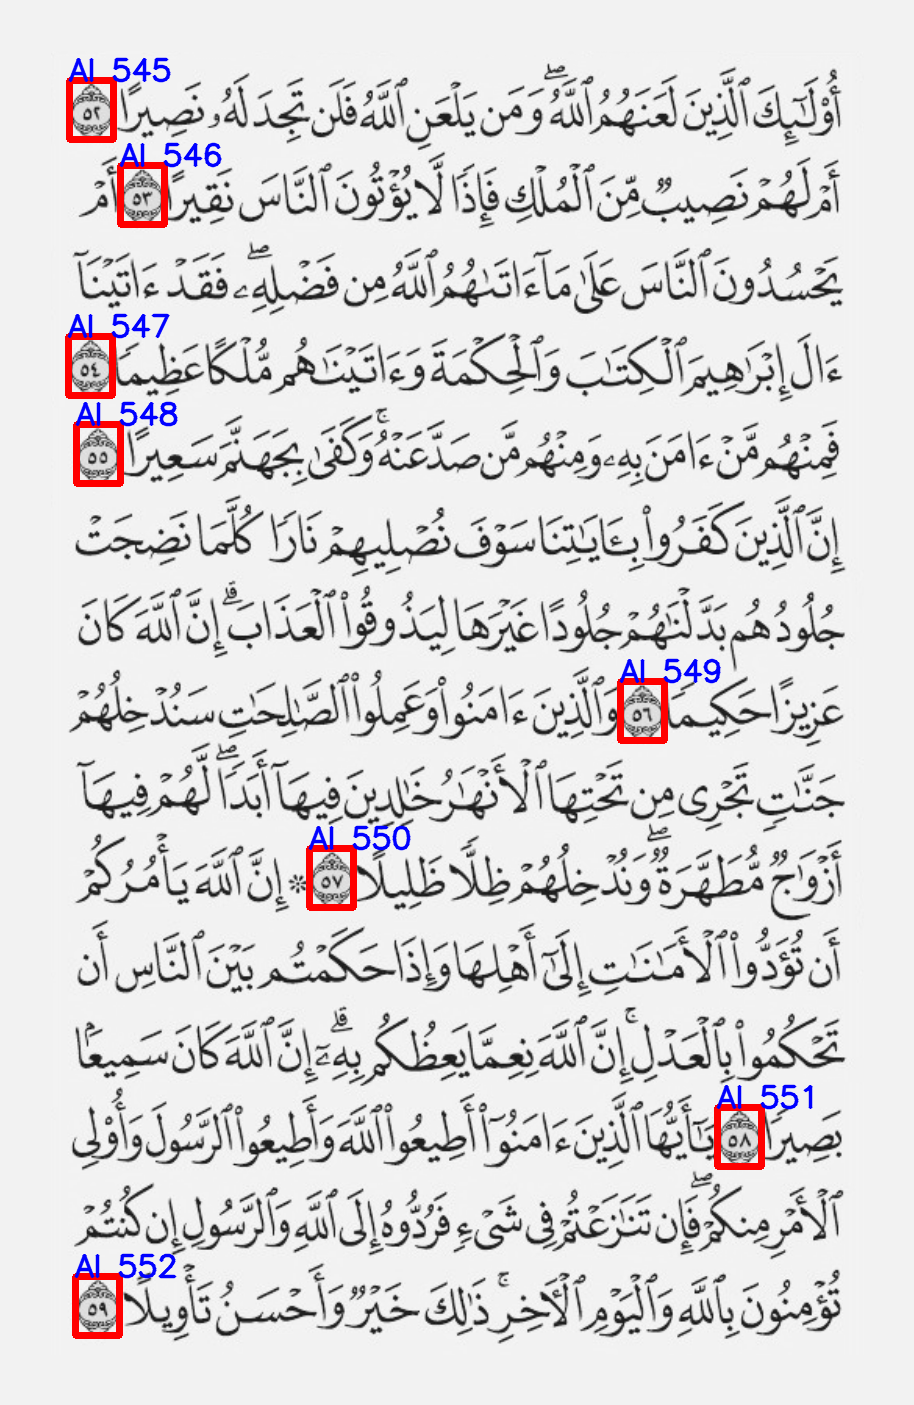 AI 545
أُو۟لَـٰٓئِكَ ٱلَّذِينَ لَعَنَهُمُ ٱللَّهُ ۖ وَمَن يَلْعَنِ ٱللَّهُ فَلَن تَجِدَ لَهُۥ نَصِيرًا ٥٢
AI 546
أَمْ لَهُمْ نَصِيبٌ مِّنَ ٱلْمُلْكِ فَإِذًا لَّا يُؤْتُونَ ٱلنَّاسَ نَقِيرًا ٥٣ أَمْ
يَحْسُدُونَ ٱلنَّاسَ عَلَىٰ مَآ ءَاتَىٰهُمُ ٱللَّهُ مِن فَضْلِهِۦ ۖ فَقَدْ ءَاتَيْنَآ
AI 547
ءَالَ إِبْرَٰهِيمَ ٱلْكِتَـٰبَ وَٱلْحِكْمَةَ وَءَاتَيْنَـٰهُم مُّلْكًا عَظِيمًا ٥٤
AI 548
فَمِنْهُم مَّنْ ءَامَنَ بِهِۦ وَمِنْهُم مَّن صَدَّ عَنْهُ ۚ وَكَفَىٰ بِجَهَنَّمَ سَعِيرًا ٥٥
إِنَّ ٱلَّذِينَ كَفَرُوا۟ بِـَٔايَـٰتِنَا سَوْفَ نُصْلِيهِمْ نَارًا كُلَّمَا نَضِجَتْ
جُلُودُهُم بَدَّلْنَـٰهُمْ جُلُودًا غَيْرَهَا لِيَذُوقُوا۟ ٱلْعَذَابَ ۗ إِنَّ ٱللَّهَ كَانَ
AI 549
عَزِيزًا حَكِيمًا ٥٦ وَٱلَّذِينَ ءَامَنُوا۟ وَعَمِلُوا۟ ٱلصَّـٰلِحَـٰتِ سَنُدْخِلُهُمْ
جَنَّـٰتٍ تَجْرِى مِن تَحْتِهَا ٱلْأَنْهَـٰرُ خَـٰلِدِينَ فِيهَآ أَبَدًا ۖ لَّهُمْ فِيهَآ
AI 550
أَزْوَٰجٌ مُّطَهَّرَةٌ ۖ وَنُدْخِلُهُمْ ظِلًّا ظَلِيلًا ٥٧ ۞ إِنَّ ٱللَّهَ يَأْمُرُكُمْ
أَن تُؤَدُّوا۟ ٱلْأَمَـٰنَـٰتِ إِلَىٰٓ أَهْلِهَا وَإِذَا حَكَمْتُم بَيْنَ ٱلنَّاسِ أَن
تَحْكُمُوا۟ بِٱلْعَدْلِ ۚ إِنَّ ٱللَّهَ نِعِمَّا يَعِظُكُم بِهِۦٓ ۗ إِنَّ ٱللَّهَ كَانَ سَمِيعًۢا
AI 551
بَصِيرًا ٥٨ يَـٰٓأَيُّهَا ٱلَّذِينَ ءَامَنُوٓا۟ أَطِيعُوا۟ ٱللَّهَ وَأَطِيعُوا۟ ٱلرَّسُولَ وَأُو۟لِى
ٱلْأَمْرِ مِنكُمْ ۖ فَإِن تَنَـٰزَعْتُمْ فِى شَىْءٍ فَرُدُّوهُ إِلَى ٱللَّهِ وَٱلرَّسُولِ إِن كُنتُمْ
AI 552
تُؤْمِنُونَ بِٱللَّهِ وَٱلْيَوْمِ ٱلْـَٔاخِرِ ۚ ذَٰلِكَ خَيْرٌ وَأَحْسَنُ تَأْوِيلًا ٥٩